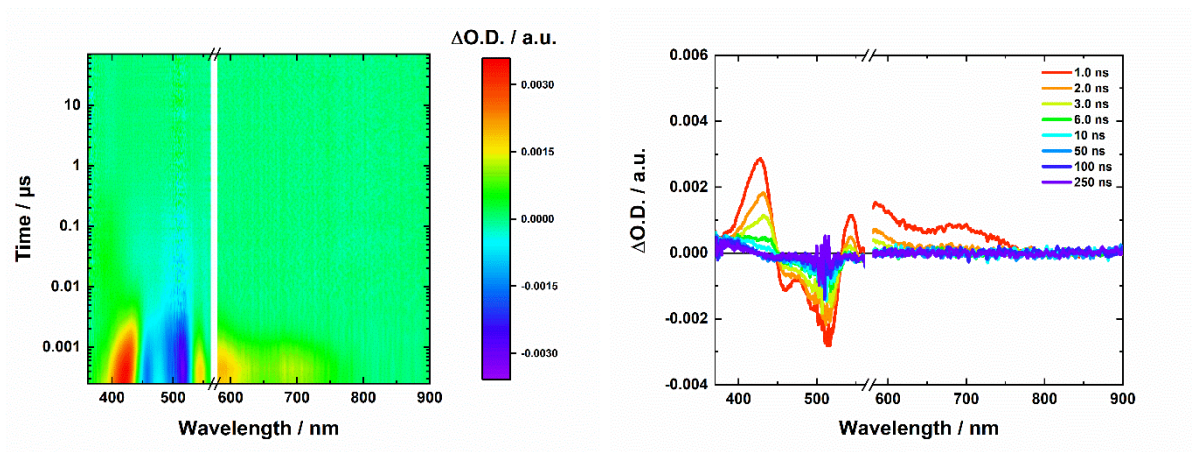 ΔO.D. / a.u.
0.0030
0.0015
0.0000
-0.0015
-0.0030
Time / µs
10
1
0.1
0.01
0.001
400
500
600
700
800
900
Wavelength / nm
ΔO.D. / a.u.
0.006
0.004
0.002
0.000
-0.002
-0.004
1.0 ns
2.0 ns
3.0 ns
6.0 ns
10 ns
50 ns
100 ns
250 ns
400
500
600
700
800
900
Wavelength / nm